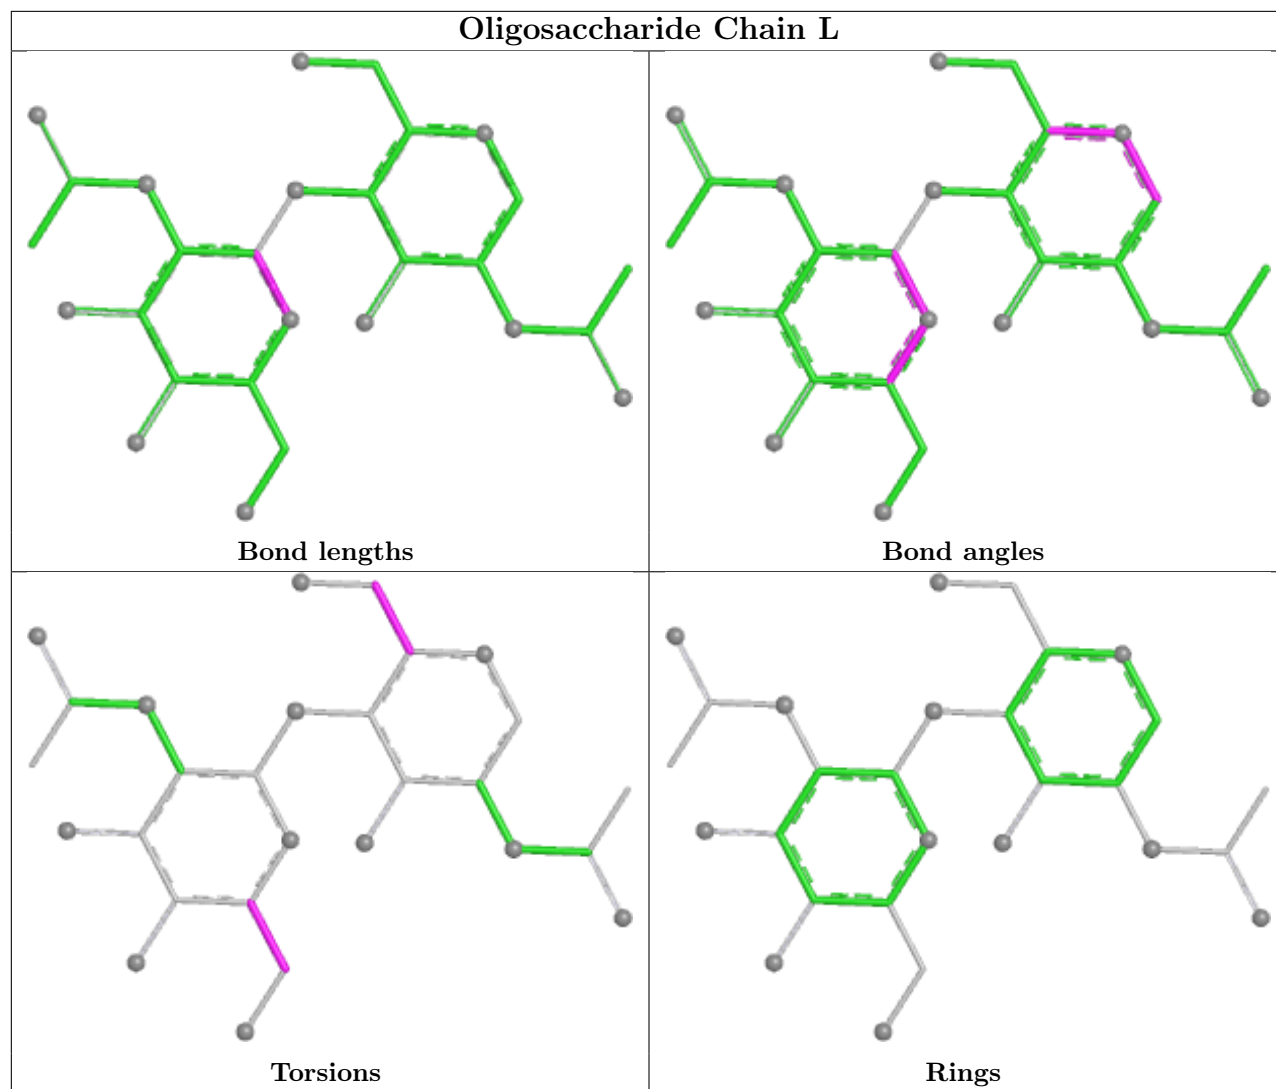 Oligosaccharide Chain L
Bond lengths
Bond angles
Torsions
Rings